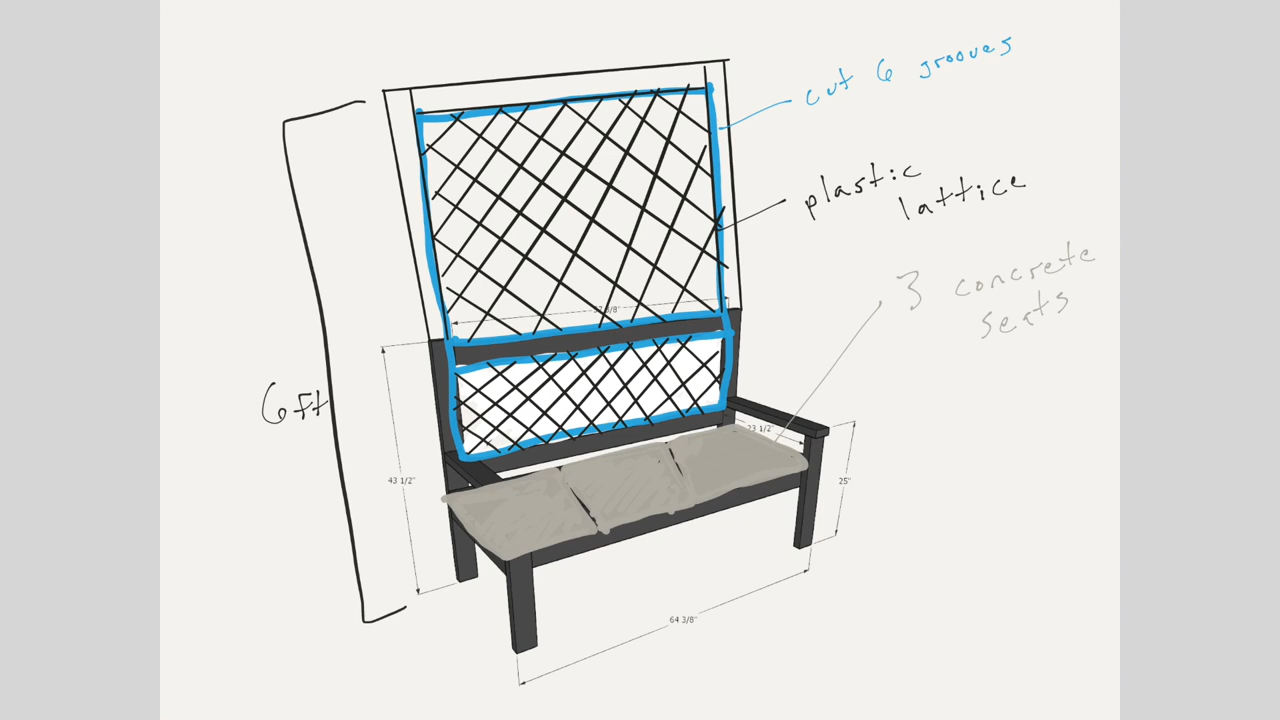 cut 6 grooves
plastic
lattice
3 concrete
seats
6ft
23 1/2"
43 1/2"
25"
64 3/8"